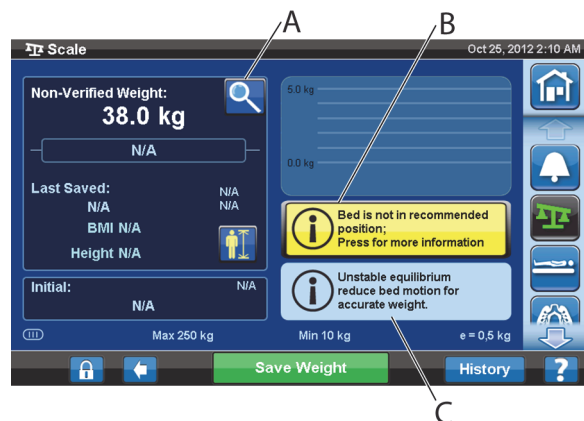 A
B
Scale
Oct 25, 2012 2:10 AM
Non-Verified Weight:
38.0 kg
N/A
Last Saved:
N/A
N/A
N/A
BMI N/A
Height N/A
Initial:
N/A
N/A
5.0 kg
0.0 kg
Bed is not in recommended
position;
Press for more information
Unstable equilibrium
reduce bed motion for
accurate weight.
Max 250 kg
Min 10 kg
e = 0,5 kg
Save Weight
History
?
C